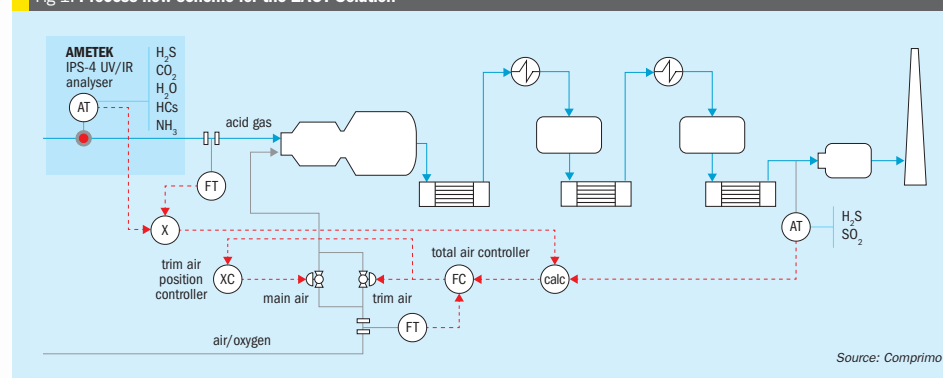 Fig 1: Process flow scheme for the EACT Solution
AMETEK
IPS-4 UV/IR
analyser
H₂S
CO₂
H₂O
HCs
NH₃
AT
acid gas
FT
X
trim air
position
controller
XC
main air
trim air
total air controller
FC
calc
AT
H₂S
SO₂
FT
air/oxygen
Source: Comprimo